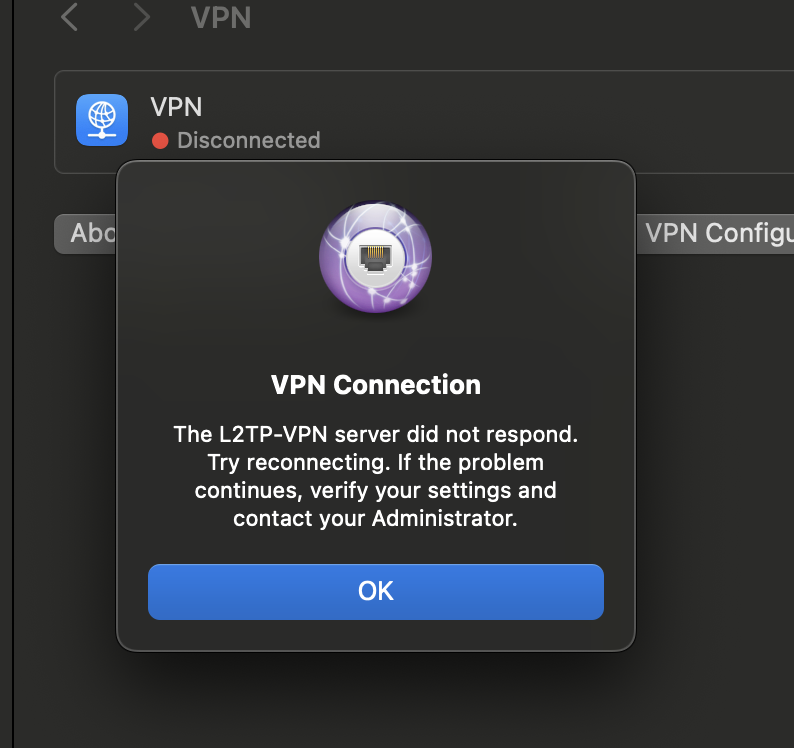 VPN
VPN
Disconnected
Abo
VPN Configu
VPN Connection
The L2TP-VPN server did not respond.
Try reconnecting. If the problem
continues, verify your settings and
contact your Administrator.
OK